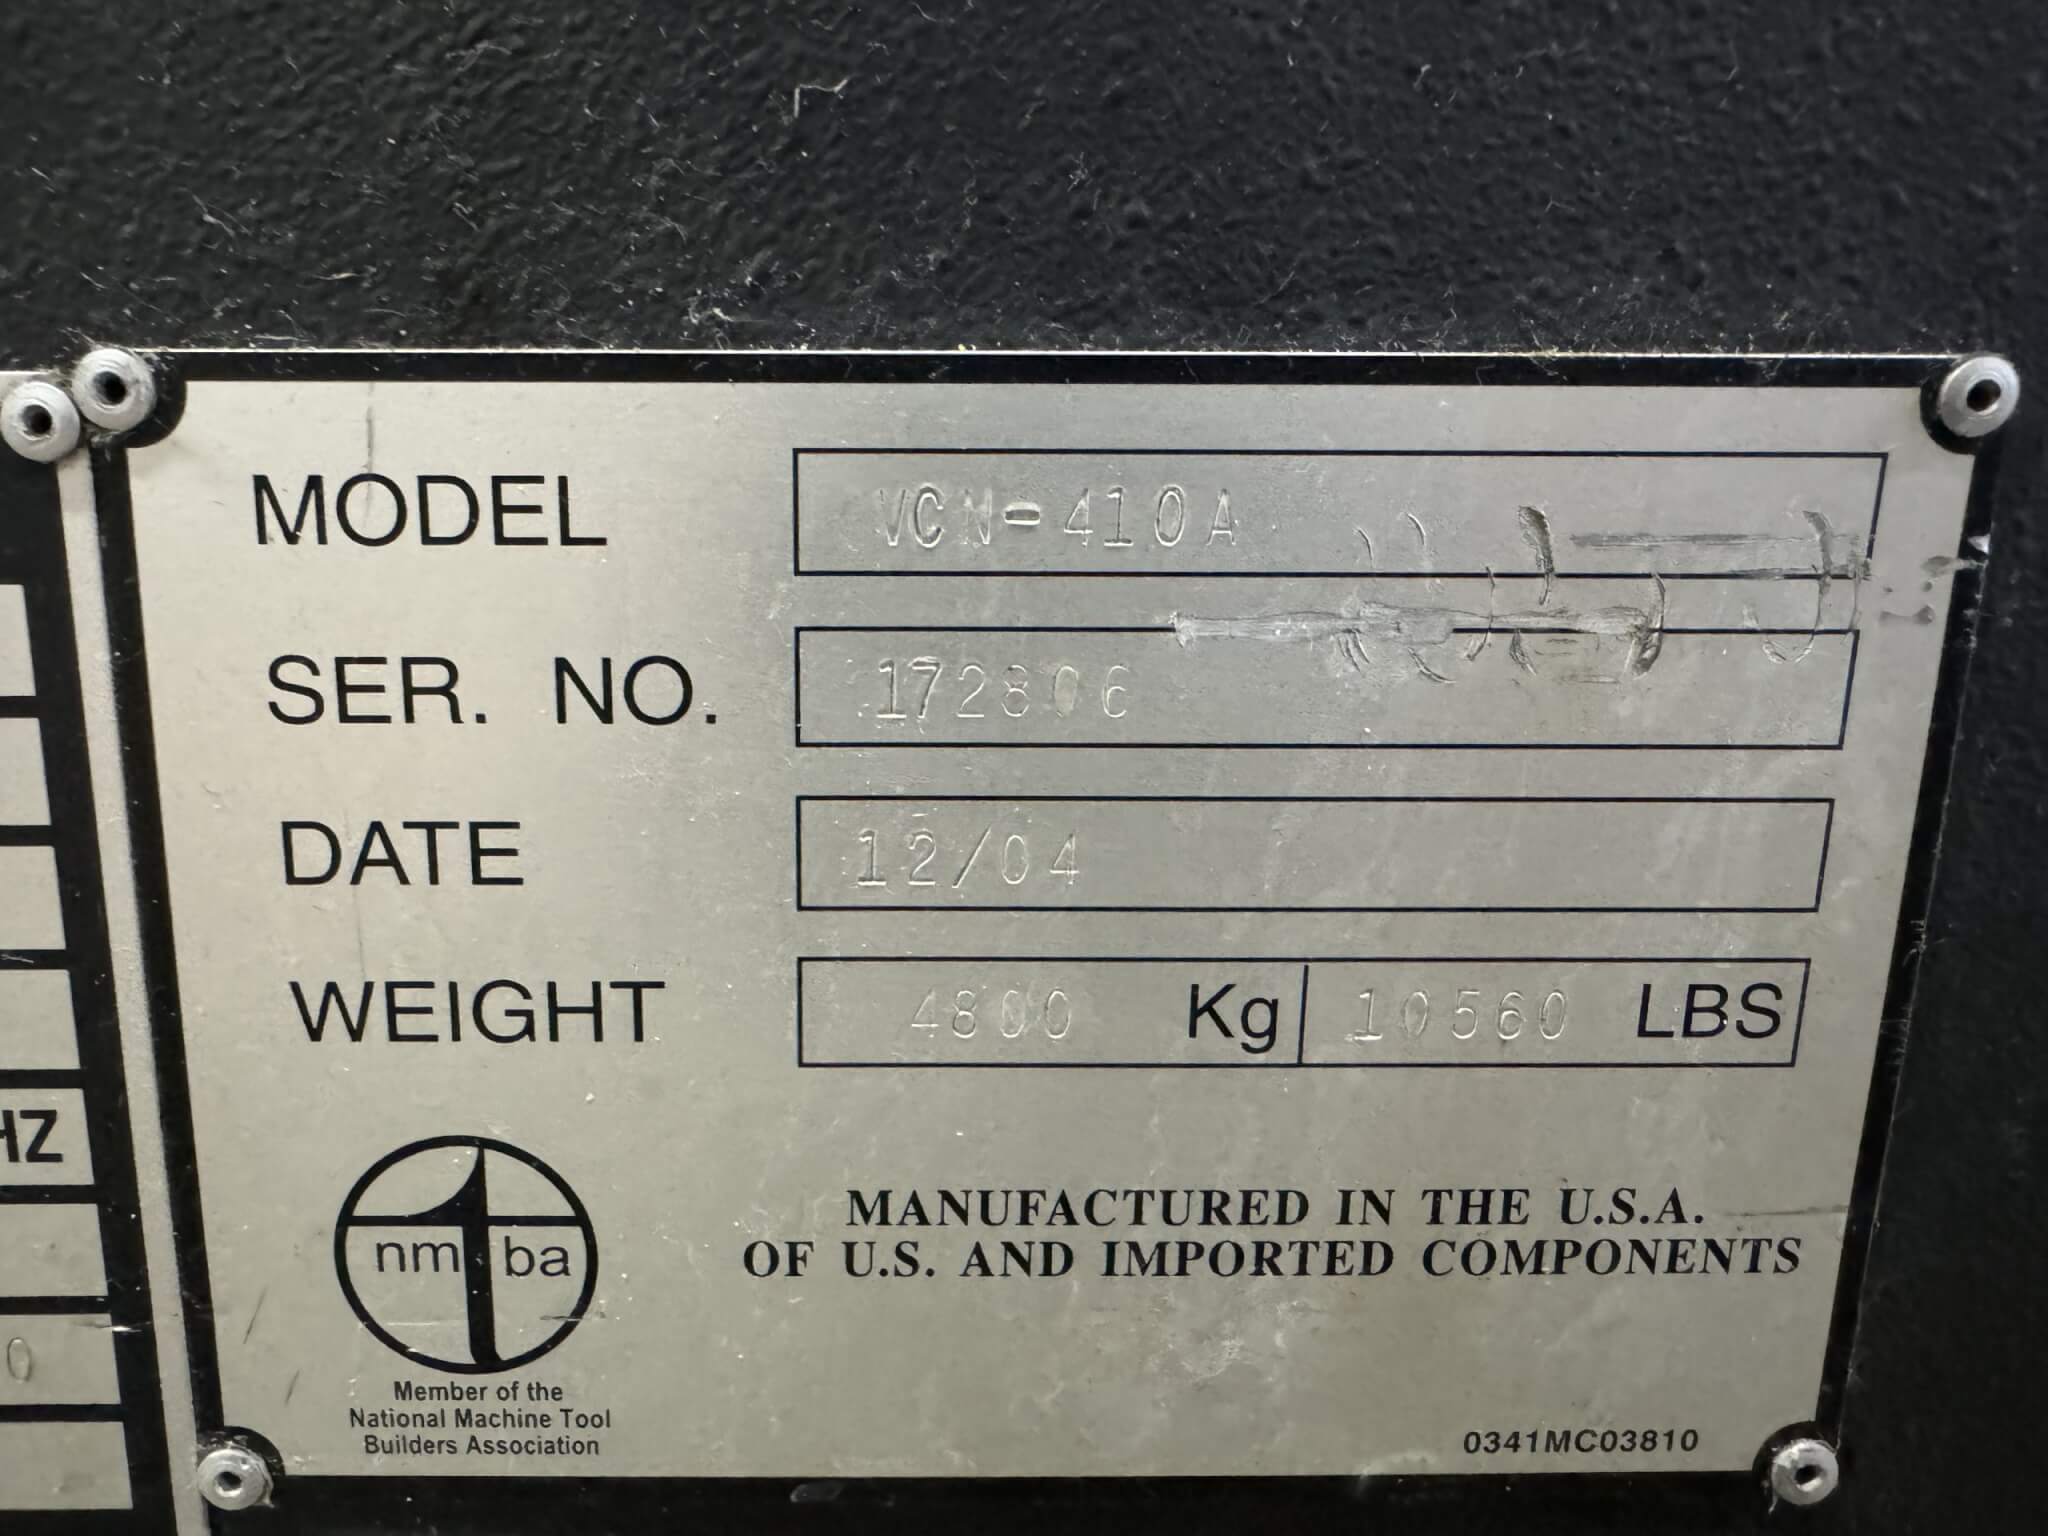 MODEL VCN-410A
SER. NO. 172806
DATE 12/04
WEIGHT 4800 Kg 10560 LBS
HZ
0
nm ba
Member of the
National Machine Tool
Builders Association
MANUFACTURED IN THE U.S.A.
OF U.S. AND IMPORTED COMPONENTS
0341MC03810